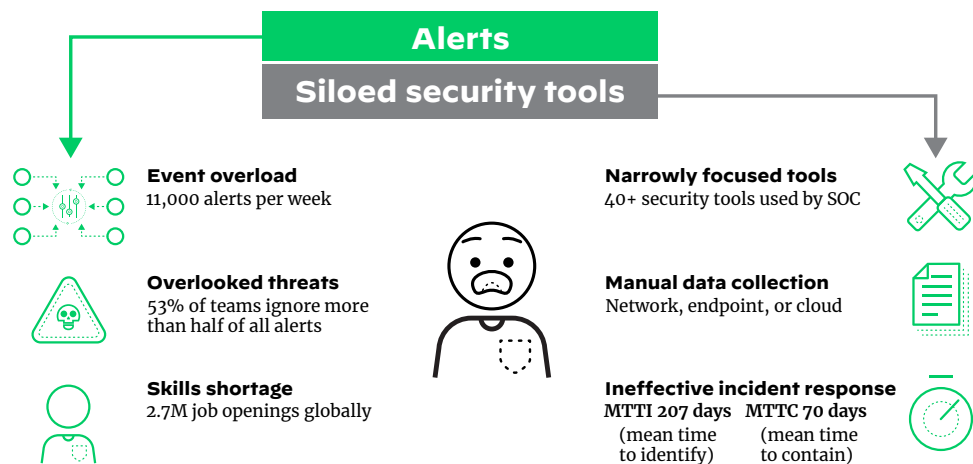 Alerts
Siloed security tools
Event overload
11,000 alerts per week
Overlooked threats
53% of teams ignore more
than half of all alerts
Skills shortage
2.7M job openings globally
Narrowly focused tools
40+ security tools used by SOC
Manual data collection
Network, endpoint, or cloud
Ineffective incident response
MTTI 207 days MTTC 70 days
(mean time (mean time
to identify) to contain)